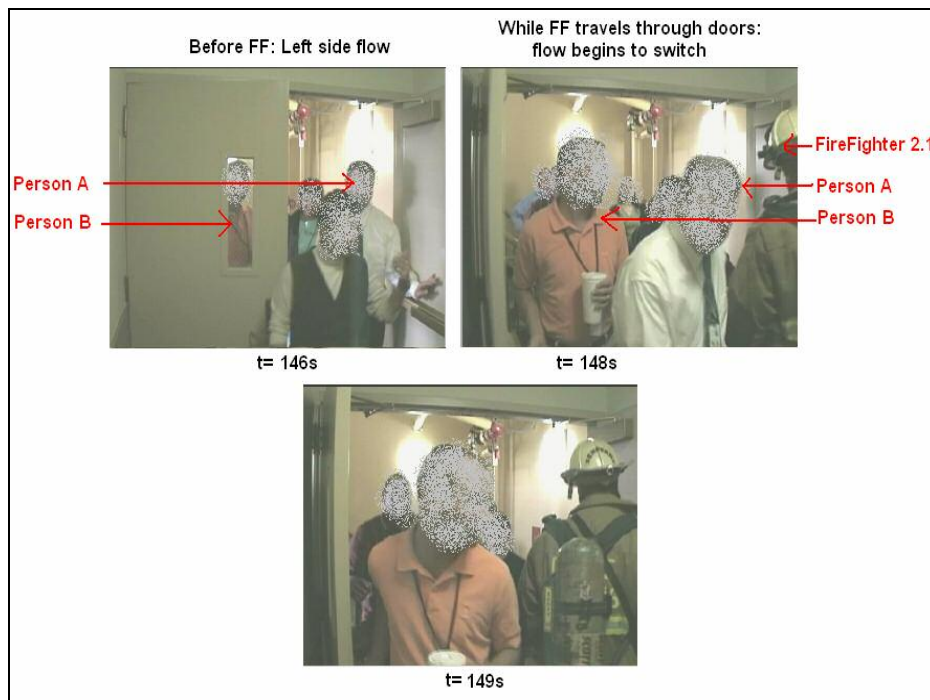 Before FF: Left side flow
While FF travels through doors:
flow begins to switch
Person A
Person B
FireFighter 2.1
Person A
Person B
t= 146s
t= 148s
t= 149s